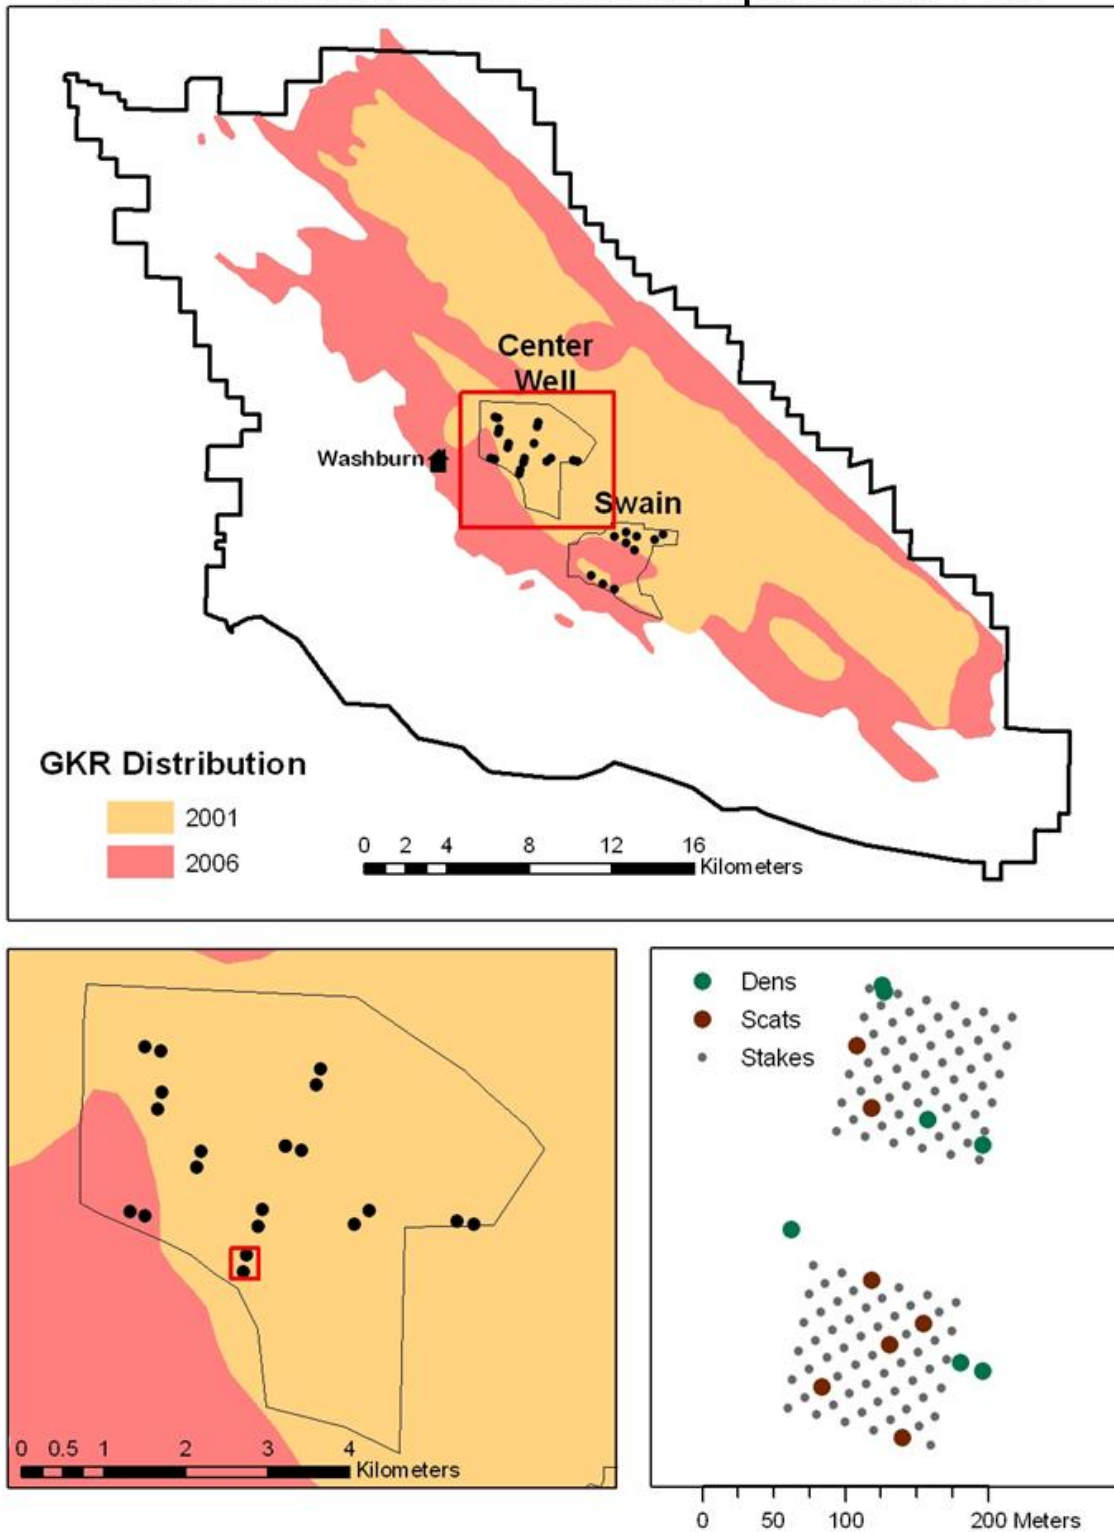 Center
Well
Washburn
Swain
GKR Distribution
2001
2006
0 2 4 8 12 16
Kilometers
0 0.5 1 2 3 4
Kilometers
Dens
Scats
Stakes
0 50 100 200 Meters